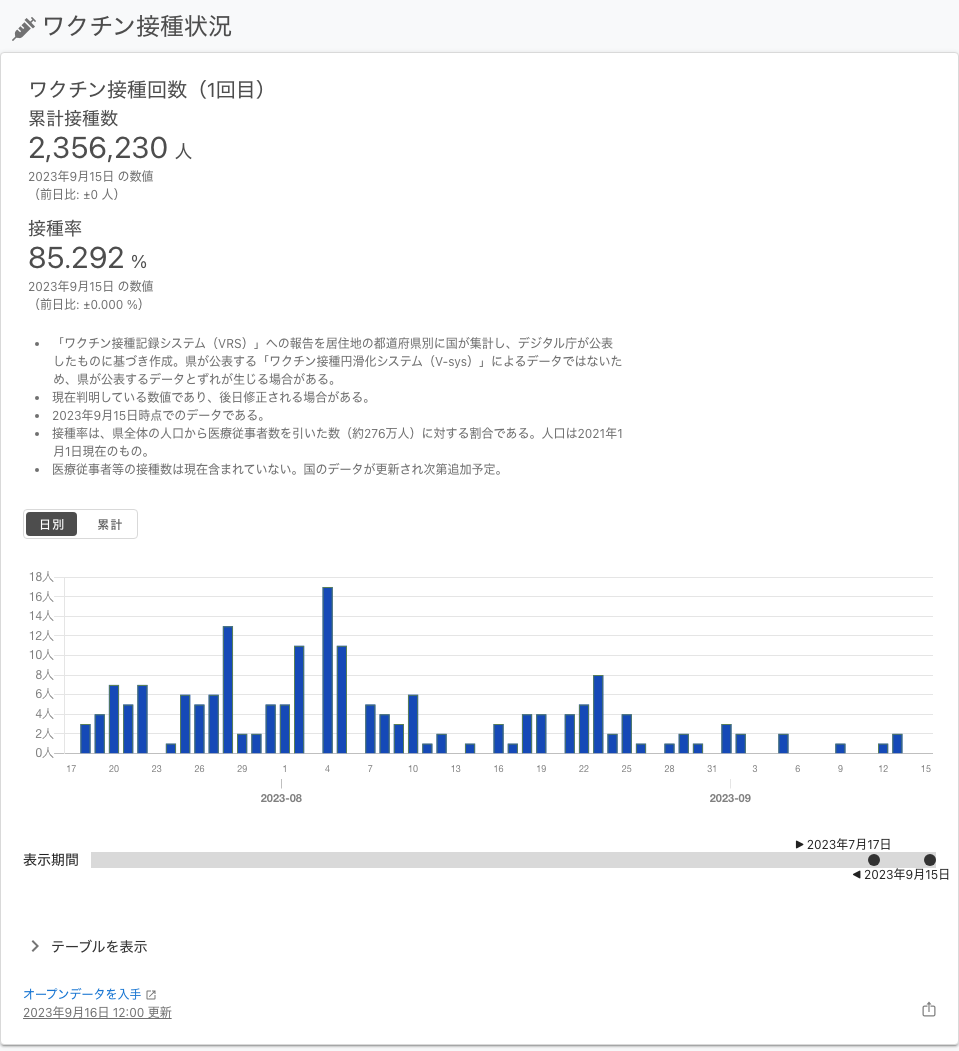 ワクチン接種状況
ワクチン接種回数（1回目）
累計接種数
2,356,230 人
2023年9月15日 の数値
（前日比: ±0 人）
接種率
85.292 %
2023年9月15日 の数値
（前日比: ±0.000 %）
• 「ワクチン接種記録システム（VRS）」への報告を居住地の都道府県別に国が集計し、デジタル庁が公表
したものに基づき作成。県が公表する「ワクチン接種円滑化システム（V-sys）」によるデータではないた
め、県が公表するデータとずれが生じる場合がある。
• 現在判明している数値であり、後日修正される場合がある。
• 2023年9月15日時点でのデータである。
• 接種率は、県全体の人口から医療従事者数を引いた数（約276万人）に対する割合である。人口は2021年1
月1日現在のもの。
• 医療従事者等の接種数は現在含まれていない。国のデータが更新され次第追加予定。
日別 累計
18人
16人
14人
12人
10人
8人
6人
4人
2人
0人
17 20 23 26 29 1 4 7 10 13 16 19 22 25 28 31 3 6 9 12 15
2023-08 2023-09
▶ 2023年7月17日
表示期間
◀ 2023年9月15日
テーブルを表示
オープンデータを入手
2023年9月16日 12:00 更新